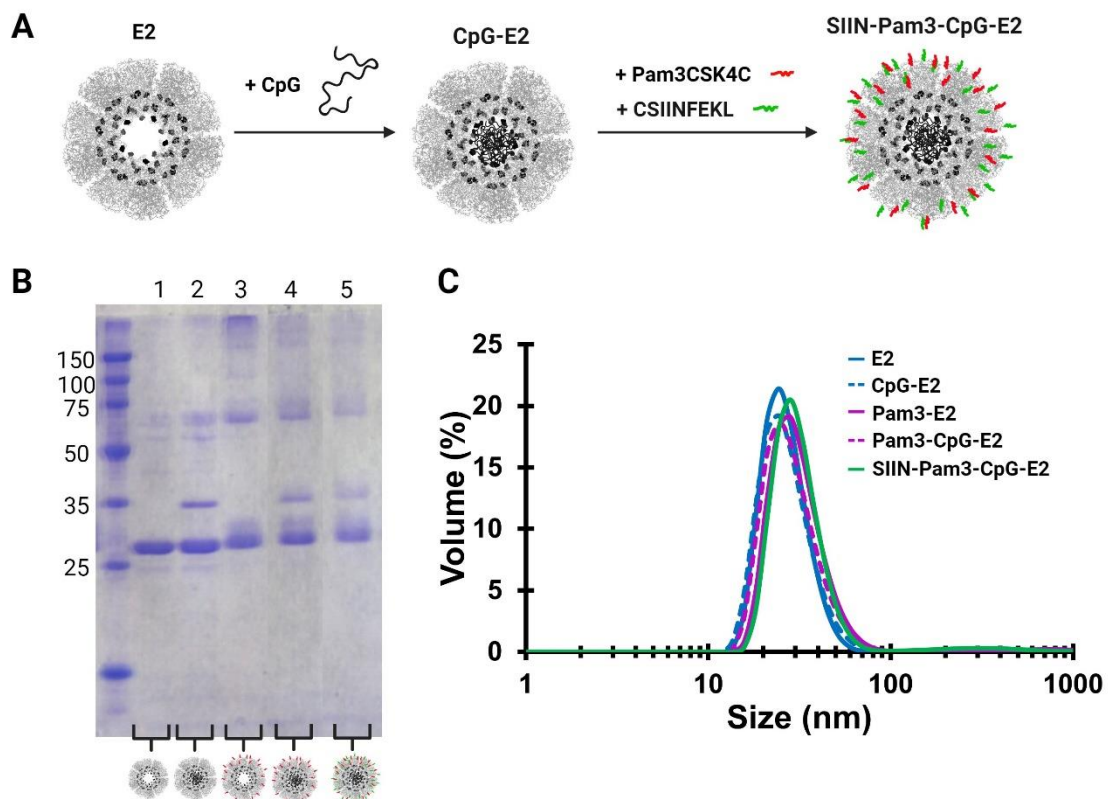 A
E2
+ CpG
CpG-E2
+ Pam3CSK4C
+ CSIINFEKL
SIIN-Pam3-CpG-E2
B
1 2 3 4 5
150
100
75
50
35
25
C
25
20
15
10
5
0
Volume (%)
1 10 100 1000
Size (nm)
E2
CpG-E2
Pam3-E2
Pam3-CpG-E2
SIIN-Pam3-CpG-E2